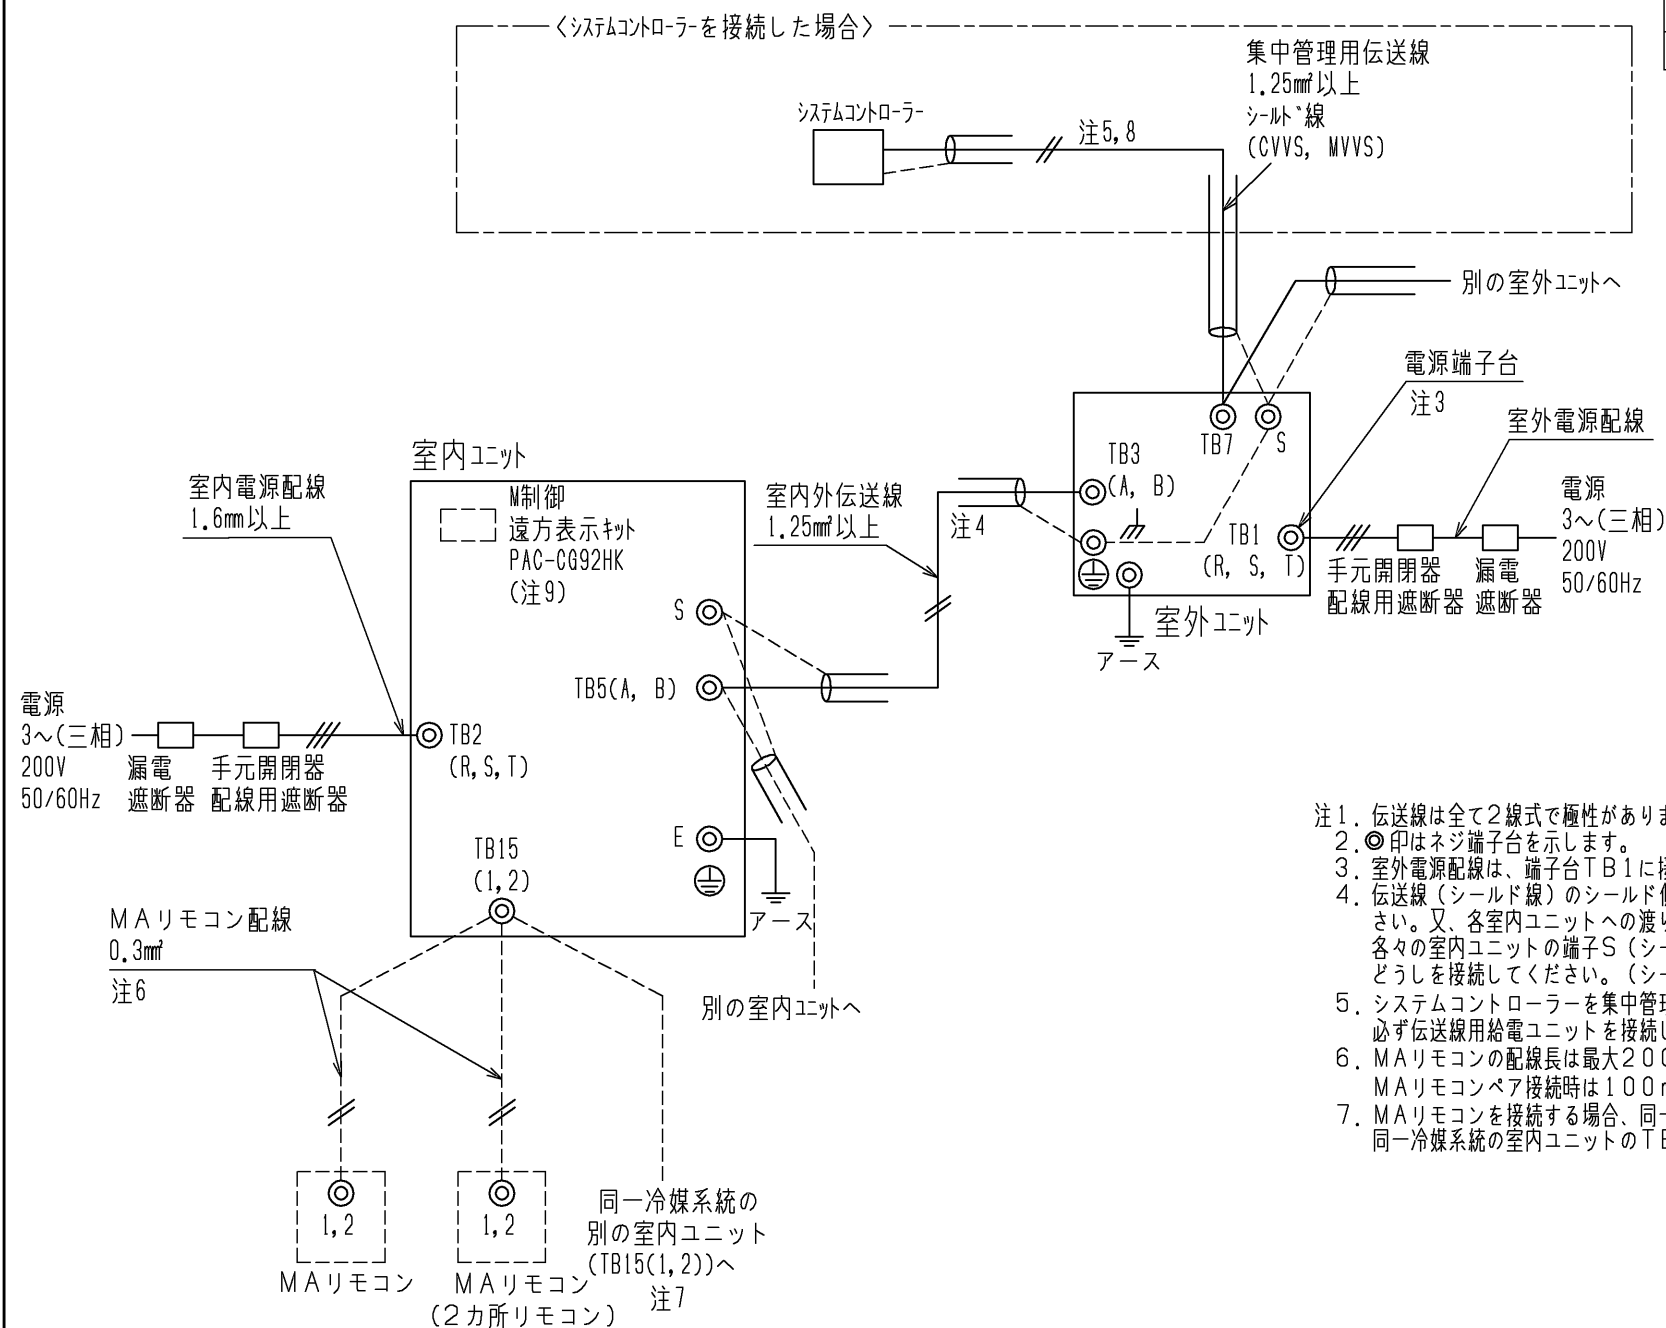 〈システムコントローラーを接続した場合〉
集中管理用伝送線
1.25㎟以上
シールド線
(CVVS, MVVS)
システムコントローラー
注5,8
別の室外ユニットへ
電源端子台
注3
室外電源配線
電源
3～(三相)
200V
50/60Hz
TB7
S
TB3
(A, B)
TB1
(R, S, T)
手元開閉器
配線用遮断器
漏電
遮断器
室外ユニット
アース
室内ユニット
M制御
遠方表示キット
PAC-CG92HK
(注9)
室内電源配線
1.6mm以上
室内外伝送線
1.25㎟以上
注4
S
TB5(A, B)
電源
3～(三相)
200V
50/60Hz
漏電
遮断器
手元開閉器
配線用遮断器
TB2
(R,S,T)
E
アース
TB15
(1,2)
MAリモコン配線
0.3㎟
注6
別の室内ユニットへ
1,2
MAリモコン
1,2
MAリモコン
(2カ所リモコン)
同一冷媒系統の
別の室内ユニット
(TB15(1,2))へ
注7
注1. 伝送線は全て2線式で極性がありま
2.◎印はネジ端子台を示します。
3. 室外電源配線は、端子台TB1に接
4. 伝送線（シールド線）のシールド側
さい。又、各室内ユニットへの渡り
各々の室内ユニットの端子S（シー
どうしを接続してください。（シー
5. システムコントローラーを集中管理
必ず伝送線用給電ユニットを接続し
6. MAリモコンの配線長は最大200
MAリモコンペア接続時は100m
7. MAリモコンを接続する場合、同一
同一冷媒系統の室内ユニットのTB